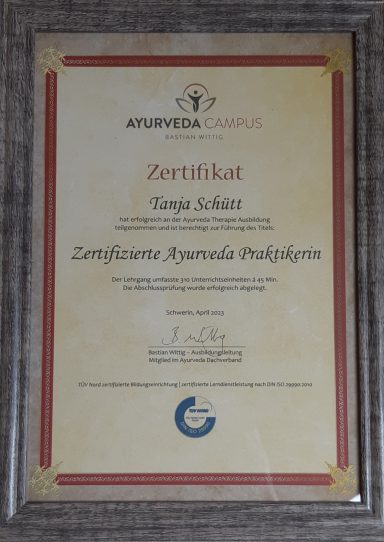 AYURVEDA CAMPUS
BASTIAN WITTIG
Zertifikat
Tanja Schütt
hat erfolgreich an der Ayurveda Therapie Ausbildung
teilgenommen und ist berechtigt zur Führung des Titels:
Zertifizierte Ayurveda Praktikerin
Der Lehrgang umfasste 310 Unterrichtseinheiten á 45 Min.
Die Abschlussprüfung wurde erfolgreich abgelegt.
Schwerin, April 2023
Bastian Wittig – Ausbildungsleitung
Mitglied im Ayurveda Dachverband
TÜV Nord zertifizierte Bildungseinrichtung | zertifizierte Lerndienstleistung nach DIN ISO 29990:2010
TÜV NORD